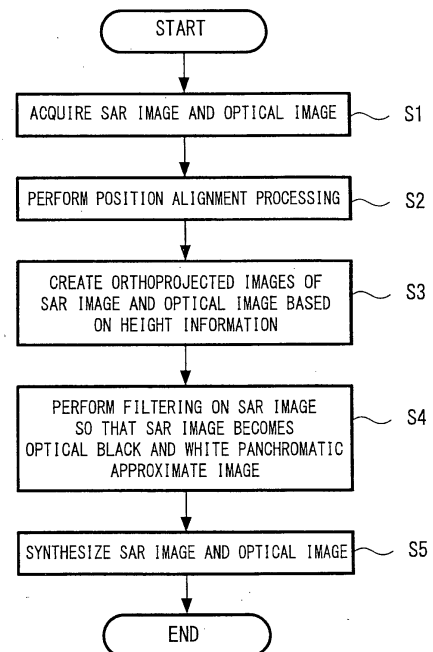 START
ACQUIRE SAR IMAGE AND OPTICAL IMAGE
S1
PERFORM POSITION ALIGNMENT PROCESSING
S2
CREATE ORTHOPROJECTED IMAGES OF
SAR IMAGE AND OPTICAL IMAGE BASED
ON HEIGHT INFORMATION
S3
PERFORM FILTERING ON SAR IMAGE
SO THAT SAR IMAGE BECOMES
OPTICAL BLACK AND WHITE PANCHROMATIC
APPROXIMATE IMAGE
S4
SYNTHESIZE SAR IMAGE AND OPTICAL IMAGE
S5
END